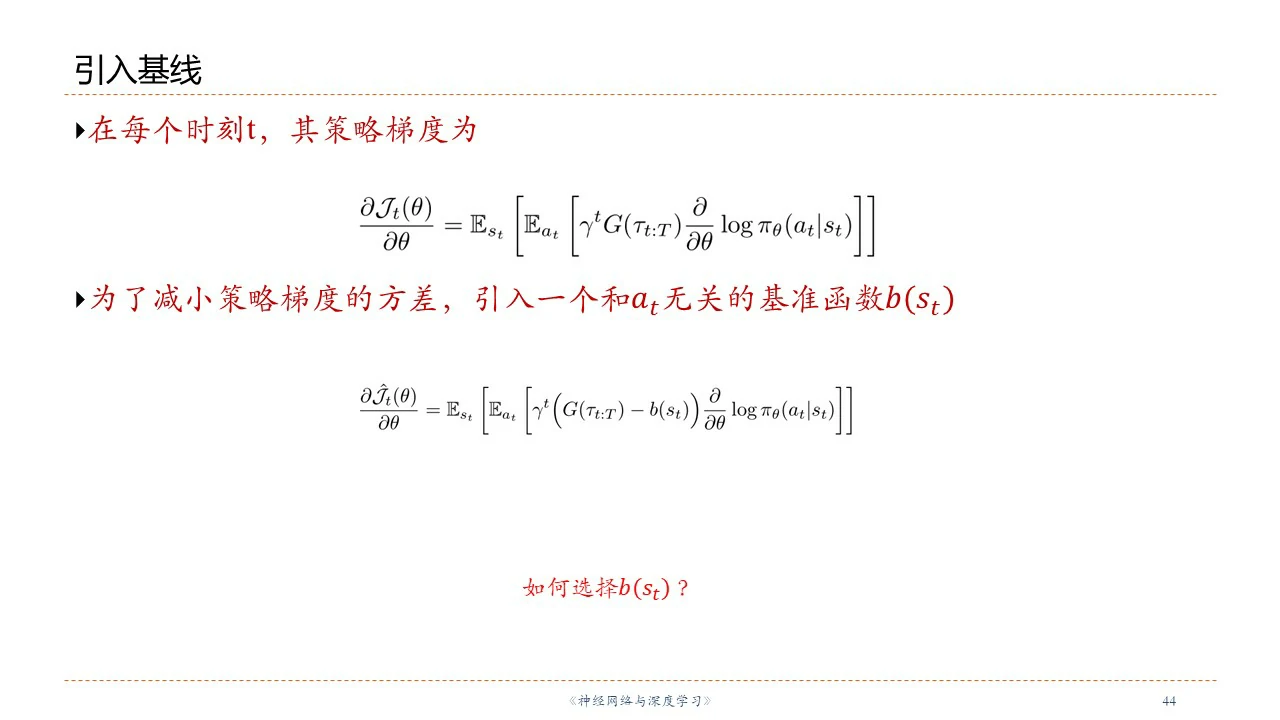 引入基线
在每个时刻t，其策略梯度为
$\frac{\partial \mathcal{J}_t(\theta)}{\partial \theta} = \mathbb{E}_{s_t}\left[\mathbb{E}_{a_t}\left[\gamma^t G(\tau_{t:T}) \frac{\partial}{\partial \theta} \log \pi_\theta(a_t|s_t)\right]\right]$
为了减小策略梯度的方差，引入一个和$a_t$无关的基准函数$b(s_t)$
$\frac{\partial \hat{\mathcal{J}}_t(\theta)}{\partial \theta} = \mathbb{E}_{s_t}\left[\mathbb{E}_{a_t}\left[\gamma^t \left(G(\tau_{t:T}) - b(s_t)\right) \frac{\partial}{\partial \theta} \log \pi_\theta(a_t|s_t)\right]\right]$
如何选择$b(s_t)$？
《神经网络与深度学习》
44